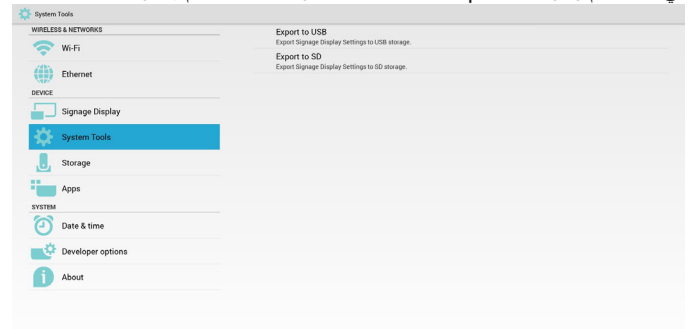 System Tools
WIRELESS & NETWORKS
Wi-Fi
Ethernet
DEVICE
Signage Display
System Tools
Storage
Apps
SYSTEM
Date & time
Developer options
About
Export to USB
Export Signage Display Settings to USB storage.
Export to SD
Export Signage Display Settings to SD storage.